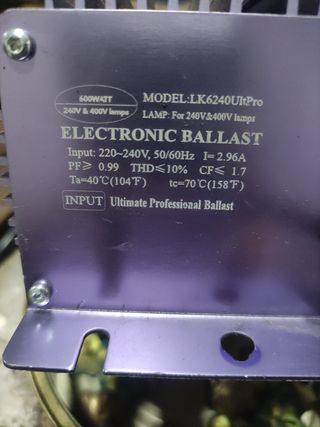 600WATT
240V & 400V lamps
MODEL:LK6240UltPro
LAMP: For 240V&400V lamps
ELECTRONIC BALLAST
Input: 220~240V, 50/60Hz I=2.96A
PF≥ 0.99 THD≤10% CF≤ 1.7
Ta=40℃(104℉) tc=70℃(158℉)
INPUT Ultimate Professional Ballast